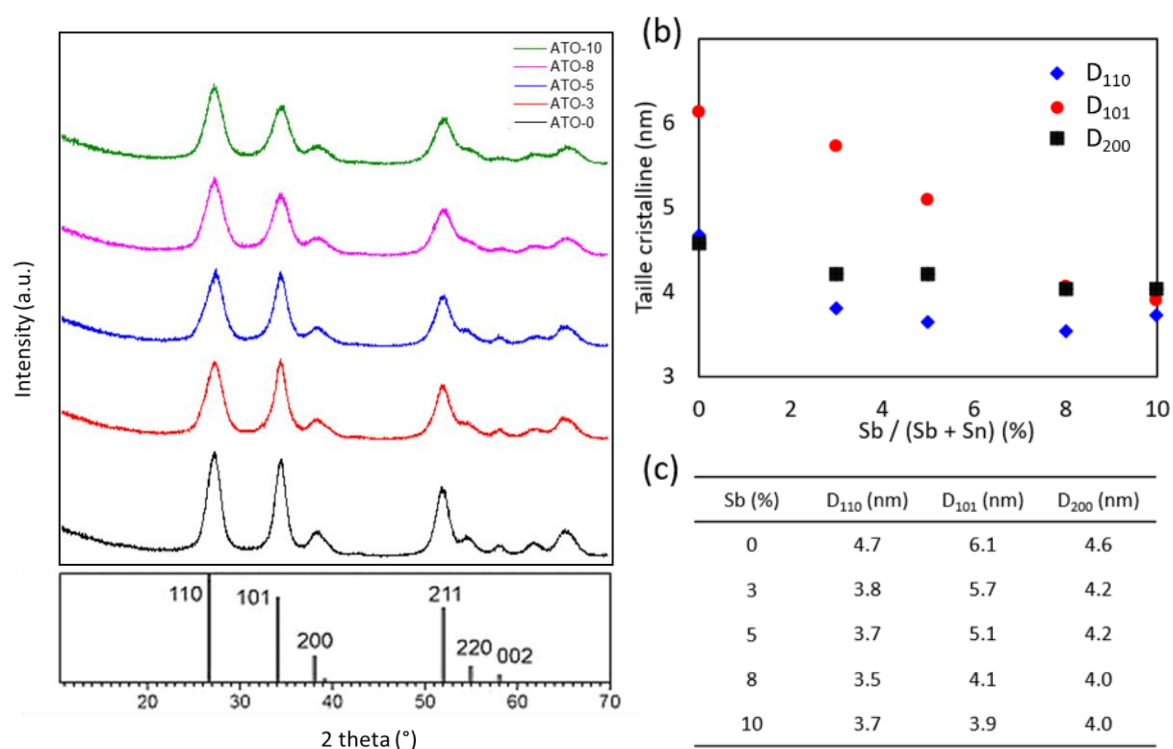 ATO-10
ATO-8
ATO-5
ATO-3
ATO-0
Intensity (a.u.)
110
101
200
211
220
002
20 30 40 50 60 70
2 theta (°)
(b)
D110
D101
D200
Taille cristalline (nm)
6
5
4
3
0 2 4 6 8 10
Sb / (Sb + Sn) (%)
(c)
Sb (%) D110 (nm) D101 (nm) D200 (nm)
0 4.7 6.1 4.6
3 3.8 5.7 4.2
5 3.7 5.1 4.2
8 3.5 4.1 4.0
10 3.7 3.9 4.0